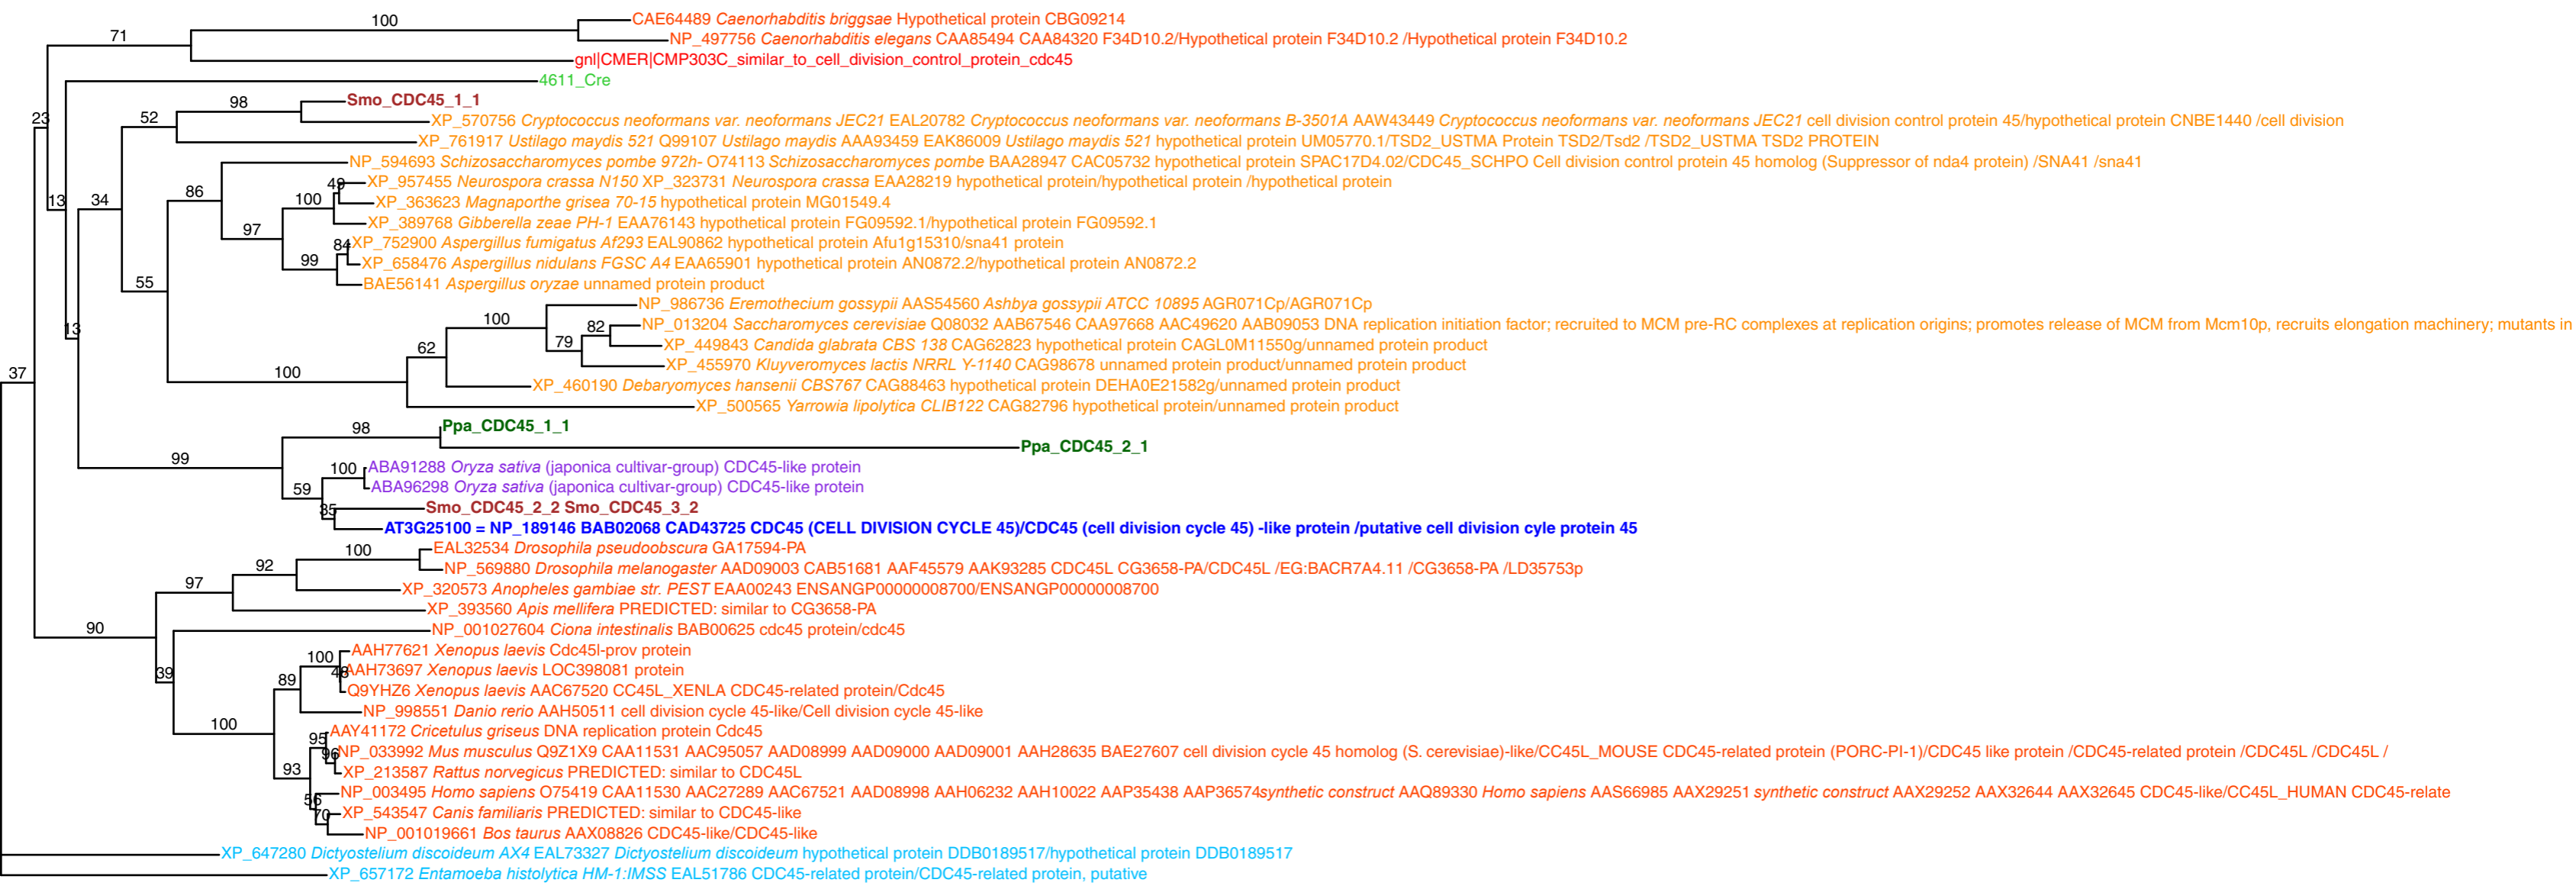 100
CAE64489 Caenorhabditis briggsae Hypothetical protein CBG09214
71
NP_497756 Caenorhabditis elegans CAA85494 CAA84320 F34D10.2/Hypothetical protein F34D10.2 /Hypothetical protein F34D10.2
gnl|CMER|CMP303C_similar_to_cell_division_control_protein_cdc45
4611_Cre
98
Smo_CDC45_1_1
23
52
XP_570756 Cryptococcus neoformans var. neoformans JEC21 EAL20782 Cryptococcus neoformans var. neoformans B-3501A AAW43449 Cryptococcus neoformans var. neoformans JEC21 cell division control protein 45/hypothetical protein CNBE1440 /cell division
XP_761917 Ustilago maydis 521 Q99107 Ustilago maydis AAA93459 EAK86009 Ustilago maydis 521 hypothetical protein UM05770.1/TSD2_USTMA Protein TSD2/Tsd2 /TSD2_USTMA TSD2 PROTEIN
NP_594693 Schizosaccharomyces pombe 972h- O74113 Schizosaccharomyces pombe BAA28947 CAC05732 hypothetical protein SPAC17D4.02/CDC45_SCHPO Cell division control protein 45 homolog (Suppressor of nda4 protein) /SNA41 /sna41
49
XP_957455 Neurospora crassa N150 XP_323731 Neurospora crassa EAA28219 hypothetical protein/hypothetical protein /hypothetical protein
13
34
86
100
XP_363623 Magnaporthe grisea 70-15 hypothetical protein MG01549.4
XP_389768 Gibberella zeae PH-1 EAA76143 hypothetical protein FG09592.1/hypothetical protein FG09592.1
97
84
XP_752900 Aspergillus fumigatus Af293 EAL90862 hypothetical protein Afu1g15310/sna41 protein
99
XP_658476 Aspergillus nidulans FGSC A4 EAA65901 hypothetical protein AN0872.2/hypothetical protein AN0872.2
55
BAE56141 Aspergillus oryzae unnamed protein product
NP_986736 Eremothecium gossypii AAS54560 Ashbya gossypii ATCC 10895 AGR071Cp/AGR071Cp
13
100
82
NP_013204 Saccharomyces cerevisiae Q08032 AAB67546 CAA97668 AAC49620 AAB09053 DNA replication initiation factor; recruited to MCM pre-RC complexes at replication origins; promotes release of MCM from Mcm10p, recruits elongation machinery; mutants in
62
79
XP_449843 Candida glabrata CBS 138 CAG62823 hypothetical protein CAGL0M11550g/unnamed protein product
37
100
XP_455970 Kluyveromyces lactis NRRL Y-1140 CAG98678 unnamed protein product/unnamed protein product
XP_460190 Debaryomyces hansenii CBS767 CAG88463 hypothetical protein DEHA0E21582g/unnamed protein product
XP_500565 Yarrowia lipolytica CLIB122 CAG82796 hypothetical protein/unnamed protein product
98
Ppa_CDC45_1_1
Ppa_CDC45_2_1
99
100
ABA91288 Oryza sativa (japonica cultivar-group) CDC45-like protein
59
ABA96298 Oryza sativa (japonica cultivar-group) CDC45-like protein
35
Smo_CDC45_2_2 Smo_CDC45_3_2
AT3G25100 = NP_189146 BAB02068 CAD43725 CDC45 (CELL DIVISION CYCLE 45)/CDC45 (cell division cycle 45) -like protein /putative cell division cyle protein 45
100
EAL32534 Drosophila pseudoobscura GA17594-PA
92
NP_569880 Drosophila melanogaster AAD09003 CAB51681 AAF45579 AAK93285 CDC45L CG3658-PA/CDC45L /EG:BACR7A4.11 /CG3658-PA /LD35753p
97
XP_320573 Anopheles gambiae str. PEST EAA00243 ENSANGP00000008700/ENSANGP00000008700
XP_393560 Apis mellifera PREDICTED: similar to CG3658-PA
90
NP_001027604 Ciona intestinalis BAB00625 cdc45 protein/cdc45
100
AAH77621 Xenopus laevis Cdc45l-prov protein
39
48
AAH73697 Xenopus laevis LOC398081 protein
89
Q9YHZ6 Xenopus laevis AAC67520 CC45L_XENLA CDC45-related protein/Cdc45
NP_998551 Danio rerio AAH50511 cell division cycle 45-like/Cell division cycle 45-like
100
95
AAY41172 Cricetulus griseus DNA replication protein Cdc45
96
NP_033992 Mus musculus Q9Z1X9 CAA11531 AAC95057 AAD08999 AAD09000 AAD09001 AAH28635 BAE27607 cell division cycle 45 homolog (S. cerevisiae)-like/CC45L_MOUSE CDC45-related protein (PORC-PI-1)/CDC45 like protein /CDC45-related protein /CDC45L /CDC45L /
93
XP_213587 Rattus norvegicus PREDICTED: similar to CDC45L
56
NP_003495 Homo sapiens O75419 CAA11530 AAC27289 AAC67521 AAD08998 AAH06232 AAH10022 AAP35438 AAP36574synthetic construct AAQ89330 Homo sapiens AAS66985 AAX29251 synthetic construct AAX29252 AAX32644 AAX32645 CDC45-like/CC45L_HUMAN CDC45-relate
70
XP_543547 Canis familiaris PREDICTED: similar to CDC45-like
NP_001019661 Bos taurus AAX08826 CDC45-like/CDC45-like
XP_647280 Dictyostelium discoideum AX4 EAL73327 Dictyostelium discoideum hypothetical protein DDB0189517/hypothetical protein DDB0189517
XP_657172 Entamoeba histolytica HM-1:IMSS EAL51786 CDC45-related protein/CDC45-related protein, putative